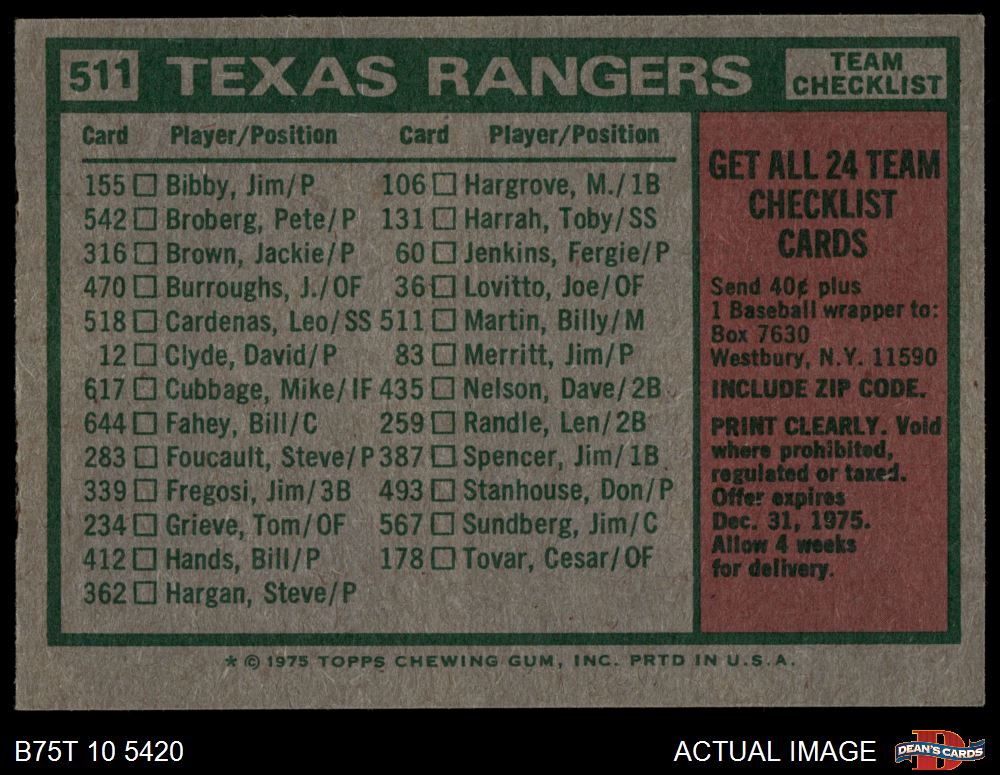 511 TEXAS RANGERS TEAM CHECKLIST
Card Player/Position Card Player/Position
155 Bibby, Jim/P 106 Hargrove, M./1B
542 Broberg, Pete/P 131 Harrah, Toby/SS
316 Brown, Jackie/P 60 Jenkins, Fergie/P
470 Burroughs, J./OF 36 Lovitto, Joe/OF
518 Cardenas, Leo/SS 511 Martin, Billy/M
12 Clyde, David/P 83 Merritt, Jim/P
617 Cubbage, Mike/IF 435 Nelson, Dave/2B
644 Fahey, Bill/C 259 Randle, Len/2B
283 Foucault, Steve/P 387 Spencer, Jim/1B
339 Fregosi, Jim/3B 493 Stanhouse, Don/P
234 Grieve, Tom/OF 567 Sundberg, Jim/C
412 Hands, Bill/P 178 Tovar, Cesar/OF
362 Hargan, Steve/P
GET ALL 24 TEAM
CHECKLIST
CARDS
Send 40¢ plus
1 Baseball wrapper to:
Box 7630
Westbury, N.Y. 11590
INCLUDE ZIP CODE.
PRINT CLEARLY. Void
where prohibited,
regulated or taxed.
Offer expires
Dec. 31, 1975.
Allow 4 weeks
for delivery.
* © 1975 TOPPS CHEWING GUM, INC. PRTD IN U.S.A.
B75T 10 5420 ACTUAL IMAGE DEAN'S CARDS